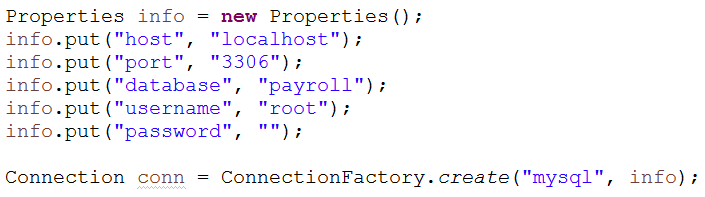 Properties info = new Properties();
info.put("host", "localhost");
info.put("port", "3306");
info.put("database", "payroll");
info.put("username", "root");
info.put("password", "");
Connection conn = ConnectionFactory.create("mysql", info);